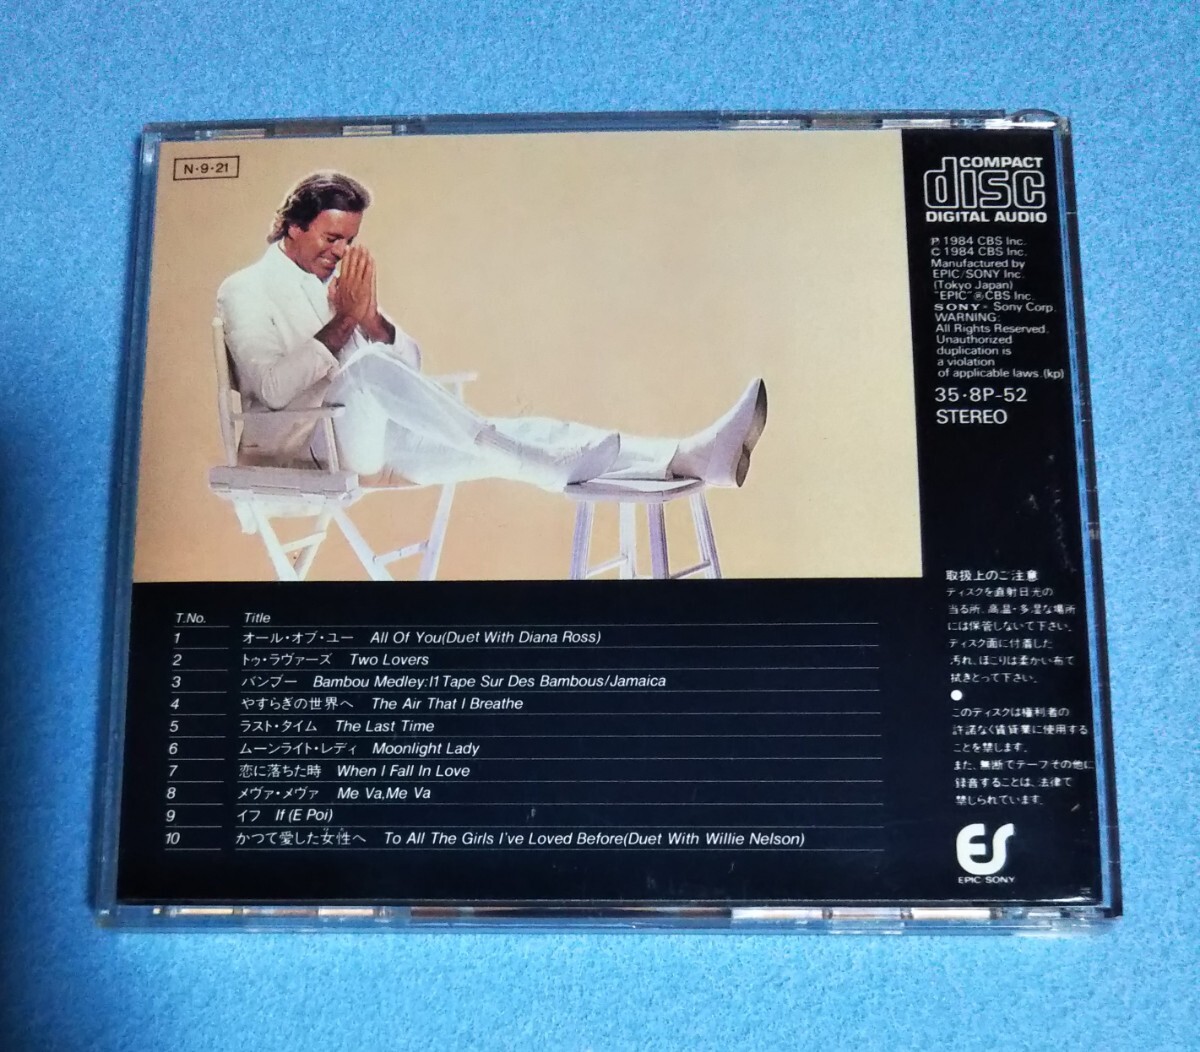 N・9・21
COMPACT
disc
DIGITAL AUDIO
℗ 1984 CBS Inc.
© 1984 CBS Inc.
Manufactured by
EPIC/SONY Inc.
(Tokyo Japan)
"EPIC" ® CBS Inc.
SONY® Sony Corp.
WARNING:
All Rights Reserved.
Unauthorized
duplication is
a violation
of applicable laws.(kp)
35・8P-52
STEREO
取扱上のご注意
ディスクを直射日光の
当る所、高温・多湿な場所
には保管しないで下さい。
ディスク面に付着した
汚れ、ほこりは柔かい布で
拭きとって下さい。
●
このディスクは権利者の
許諾なく賃貸業に使用する
ことを禁じます。
また、無断でテープその他に
録音することは、法律で
禁じられています。
ES
EPIC SONY
T.No. Title
1 オール・オブ・ユー All Of You(Duet With Diana Ross)
2 トゥ・ラヴァーズ Two Lovers
3 バンブー Bambou Medley:I1 Tape Sur Des Bambous/Jamaica
4 やすらぎの世界へ The Air That I Breathe
5 ラスト・タイム The Last Time
6 ムーンライト・レディ Moonlight Lady
7 恋に落ちた時 When I Fall In Love
8 メヴァ・メヴァ Me Va,Me Va
9 イフ If(E Poi)
10 かつて愛した女性へ To All The Girls I've Loved Before(Duet With Willie Nelson)